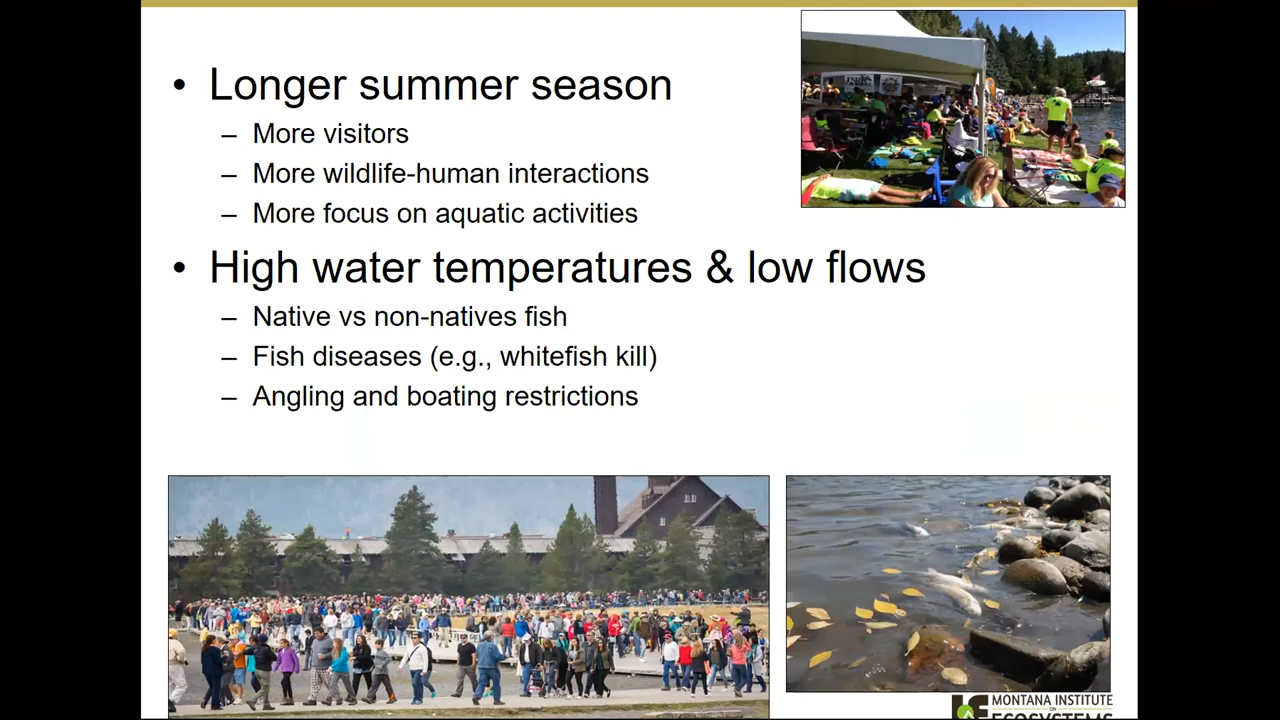 • Longer summer season
– More visitors
– More wildlife-human interactions
– More focus on aquatic activities
• High water temperatures & low flows
– Native vs non-natives fish
– Fish diseases (e.g., whitefish kill)
– Angling and boating restrictions
MONTANA INSTITUTE
ON
ECOSYSTEMS